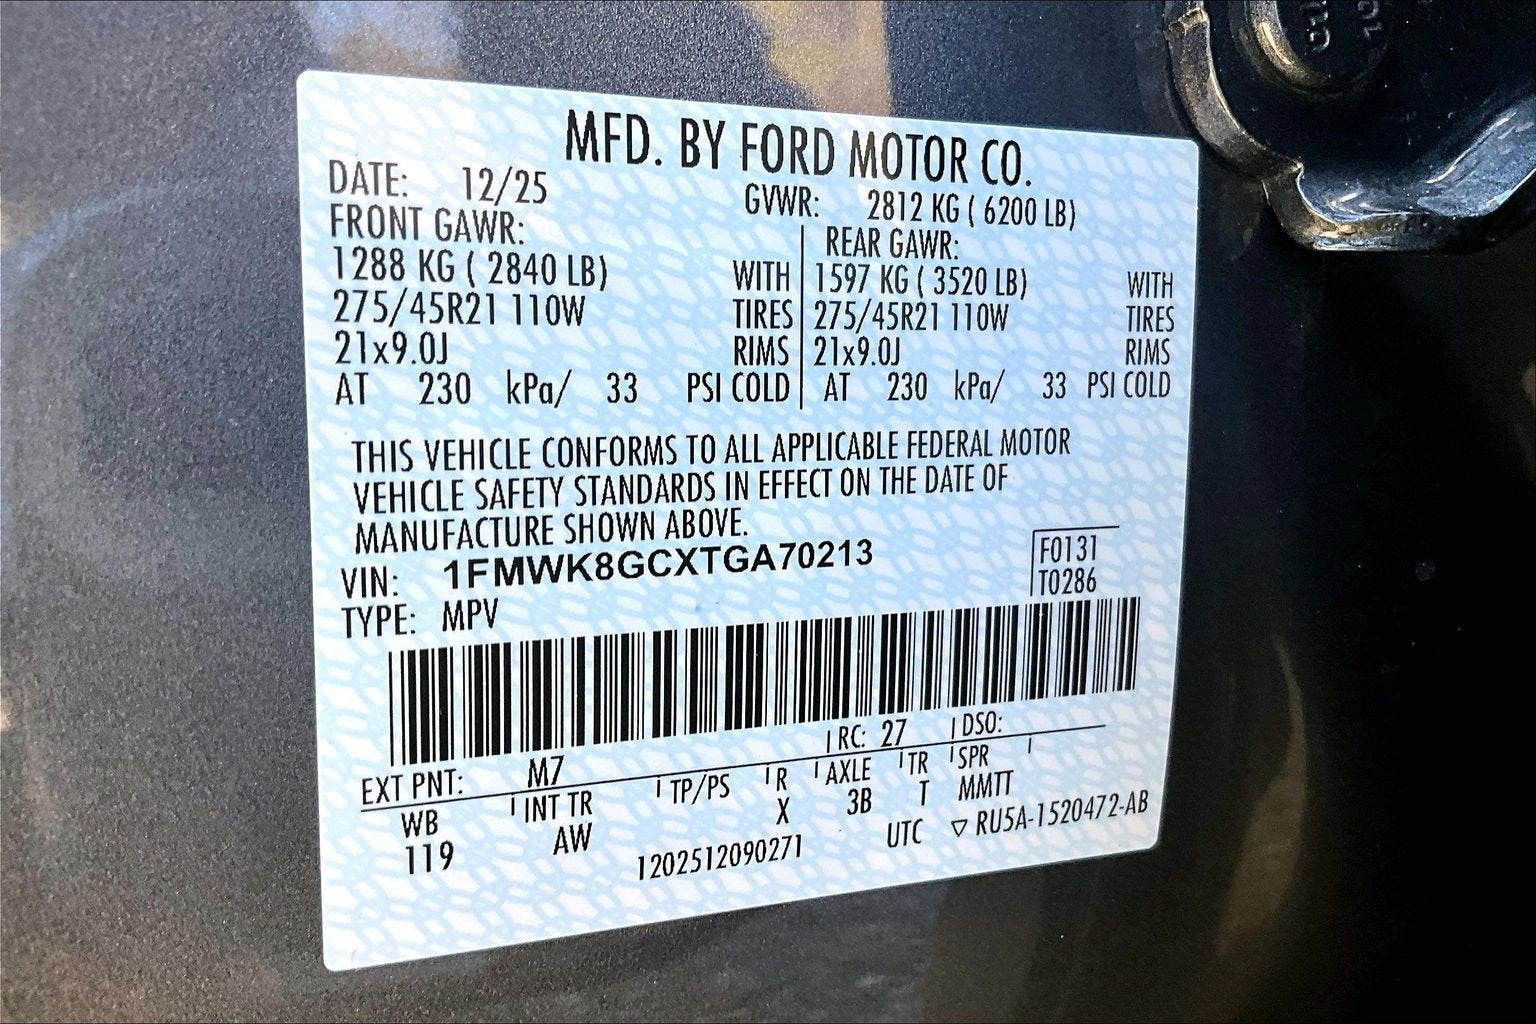 MFD. BY FORD MOTOR CO.
DATE: 12/25 GVWR: 2812 KG ( 6200 LB)
FRONT GAWR: REAR GAWR:
1288 KG ( 2840 LB) WITH 1597 KG ( 3520 LB) WITH
275/45R21 110W TIRES 275/45R21 110W TIRES
21x9.0J RIMS 21x9.0J RIMS
AT 230 kPa/ 33 PSI COLD AT 230 kPa/ 33 PSI COLD
THIS VEHICLE CONFORMS TO ALL APPLICABLE FEDERAL MOTOR
VEHICLE SAFETY STANDARDS IN EFFECT ON THE DATE OF
MANUFACTURE SHOWN ABOVE.
VIN: 1FMWK8GCXTGA70213 F0131
TYPE: MPV T0286
EXT PNT: M7 RC: 27 DSO:
WB INT TR TP/PS R AXLE TR SPR
119 AW X 3B T MMTT
1202512090271 UTC ▽ RU5A-1520472-AB